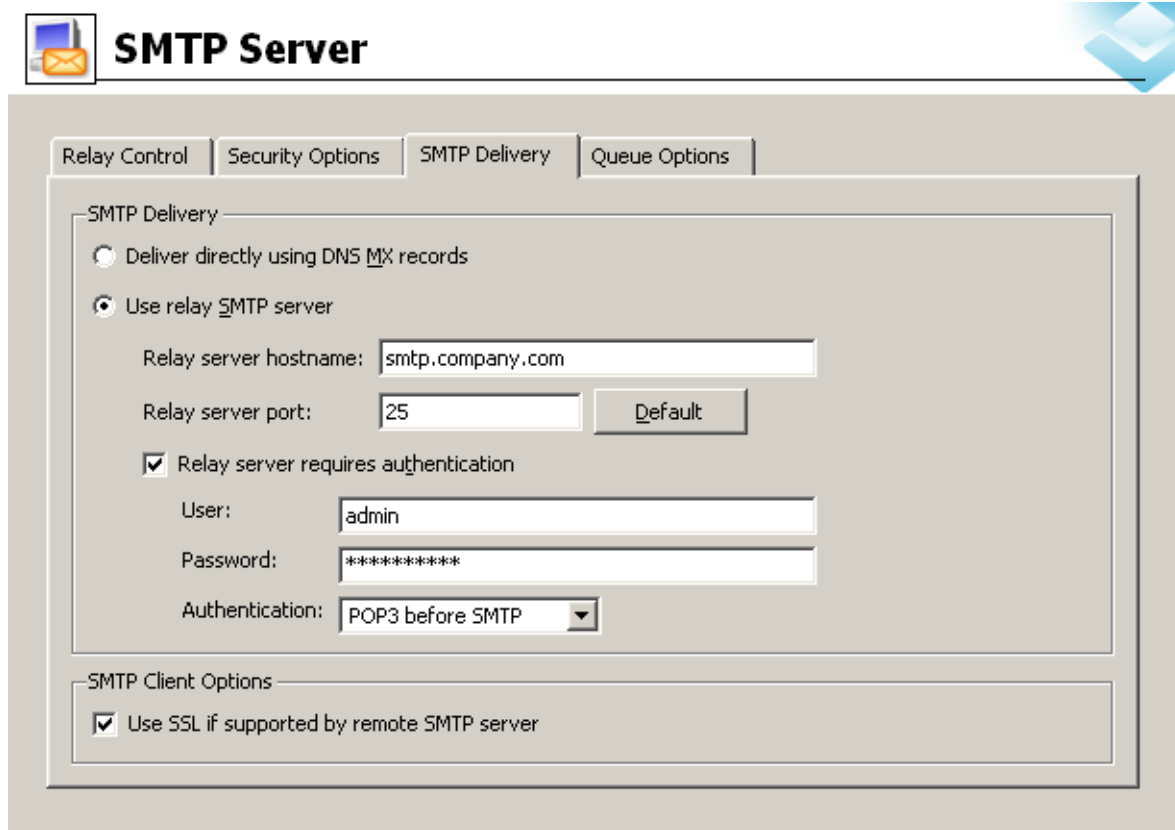 SMTP Server
Relay Control Security Options SMTP Delivery Queue Options
SMTP Delivery
Deliver directly using DNS MX records
Use relay SMTP server
Relay server hostname: smtp.company.com
Relay server port: 25 Default
Relay server requires authentication
User: admin
Password: **********
Authentication: POP3 before SMTP
SMTP Client Options
Use SSL if supported by remote SMTP server